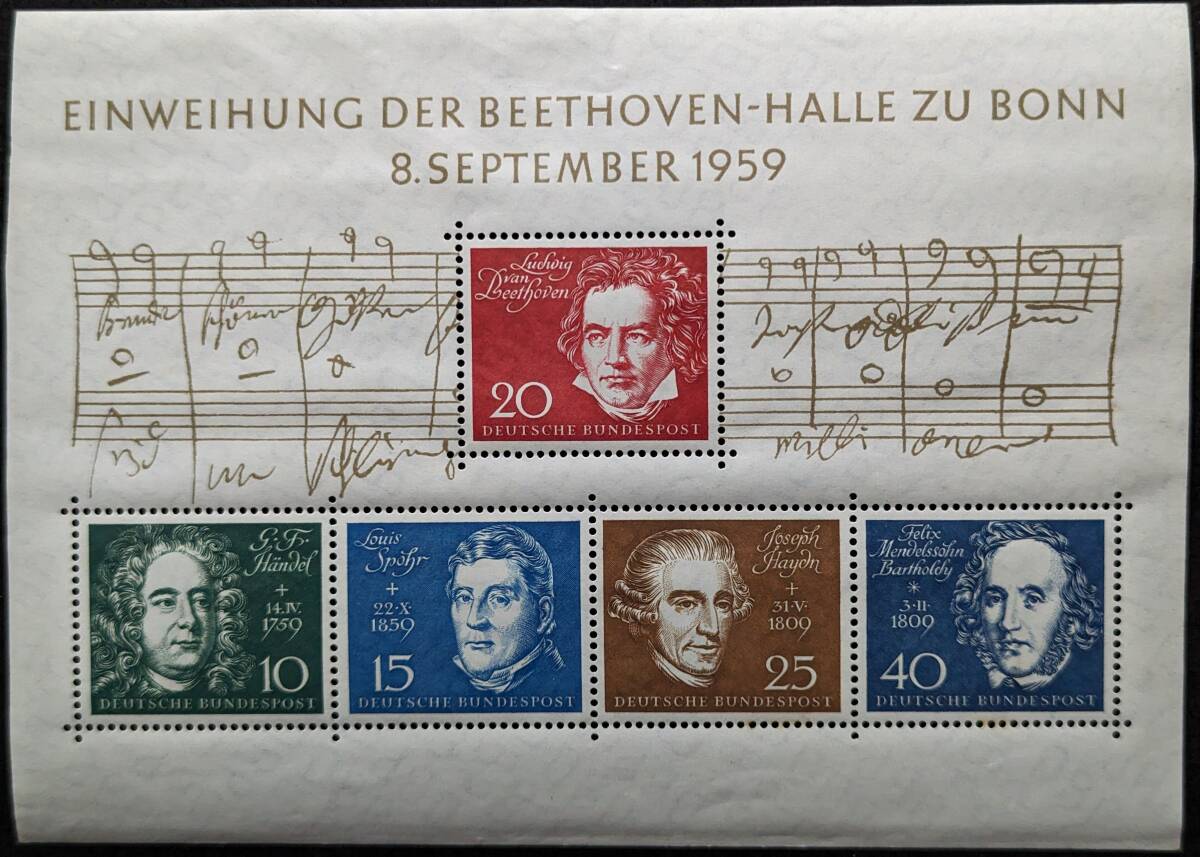 EINWEIHUNG DER BEETHOVEN-HALLE ZU BONN
8. SEPTEMBER 1959
Ludwig
van
Beethoven
20
DEUTSCHE BUNDESPOST
G. Fr.
Händel
+
14.IV.
1759
10
DEUTSCHE BUNDESPOST
Louis
Spohr
+
22·X·
1859
15
DEUTSCHE BUNDESPOST
Joseph
Haydn
+
31·V·
1809
25
DEUTSCHE BUNDESPOST
Felix
Mendelssohn
Bartholdy
*
3·II·
1809
40
DEUTSCHE BUNDESPOST